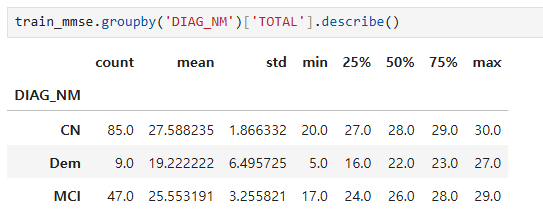 train_mmse.groupby('DIAG_NM')['TOTAL'].describe()
count mean std min 25% 50% 75% max
DIAG_NM
CN 85.0 27.588235 1.866332 20.0 27.0 28.0 29.0 30.0
Dem 9.0 19.222222 6.495725 5.0 16.0 22.0 23.0 27.0
MCI 47.0 25.553191 3.255821 17.0 24.0 26.0 28.0 29.0